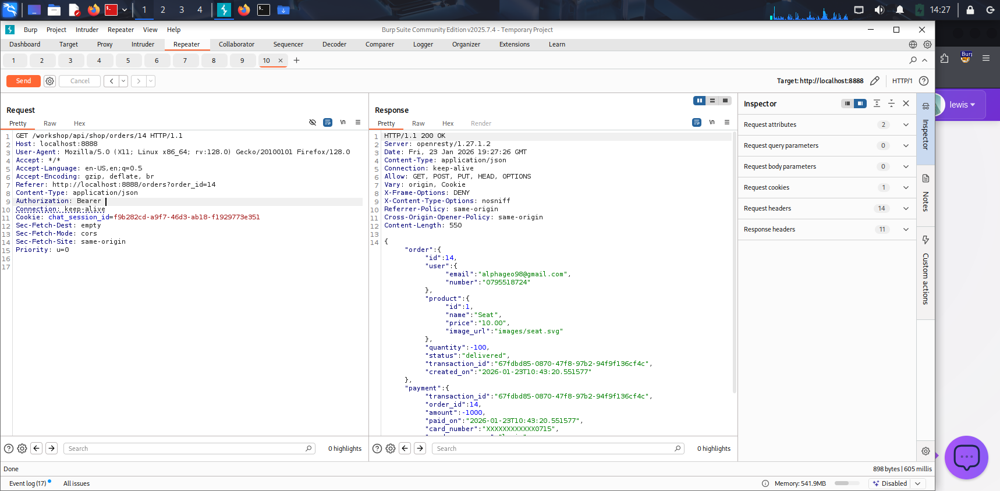 1 2 3 4
14:27
Burp Project Intruder Repeater View Help
Burp Suite Community Edition v2025.7.4 - Temporary Project
Dashboard Target Proxy Intruder Repeater Collaborator Sequencer Decoder Comparer Logger Organizer Extensions Learn
1 2 3 4 5 6 7 8 9 10 × +
Send Cancel < >
Target: http://localhost:8888 HTTP/1 ?
Request
Pretty Raw Hex \n
1 GET /workshop/api/shop/orders/14 HTTP/1.1
2 Host: localhost:8888
3 User-Agent: Mozilla/5.0 (X11; Linux x86_64; rv:128.0) Gecko/20100101 Firefox/128.0
4 Accept: */*
5 Accept-Language: en-US,en;q=0.5
6 Accept-Encoding: gzip, deflate, br
7 Referer: http://localhost:8888/orders?order_id=14
8 Content-Type: application/json
9 Authorization: Bearer
10 Connection: keep-alive
11 Cookie: chat_session_id=f9b282cd-a9f7-46d3-ab18-f1929773e351
12 Sec-Fetch-Dest: empty
13 Sec-Fetch-Mode: cors
14 Sec-Fetch-Site: same-origin
15 Priority: u=0
16
17
Search
0 highlights
Response
Pretty Raw Hex Render \n
1 HTTP/1.1 200 OK
2 Server: openresty/1.27.1.2
3 Date: Fri, 23 Jan 2026 19:27:26 GMT
4 Content-Type: application/json
5 Connection: keep-alive
6 Allow: GET, POST, PUT, HEAD, OPTIONS
7 Vary: origin, Cookie
8 X-Frame-Options: DENY
9 X-Content-Type-Options: nosniff
10 Referrer-Policy: same-origin
11 Cross-Origin-Opener-Policy: same-origin
12 Content-Length: 550
13
14 {
"order":{
"id":14,
"user":{
"email":"alphageo98@gmail.com",
"number":"0795518724"
},
"product":{
"id":1,
"name":"Seat",
"price":"10.00",
"image_url":"images/seat.svg"
},
"quantity":-100,
"status":"delivered",
"transaction_id":"67fdbd85-0870-47f8-97b2-94f9f136cf4c",
"created_on":"2026-01-23T10:43:20.551577"
},
"payment":{
"transaction_id":"67fdbd85-0870-47f8-97b2-94f9f136cf4c",
"order_id":14,
"amount":-1000,
"paid_on":"2026-01-23T10:43:20.551577",
"card_number":"XXXXXXXXXXXX0715",
Search
0 highlights
Inspector
Request attributes 2
Request query parameters 0
Request body parameters 0
Request cookies 1
Request headers 14
Response headers 11
Inspector
Notes
Custom actions
Burp
lewis
Done
898 bytes | 605 millis
Event log (17) All issues
Memory: 541.9MB
Disabled